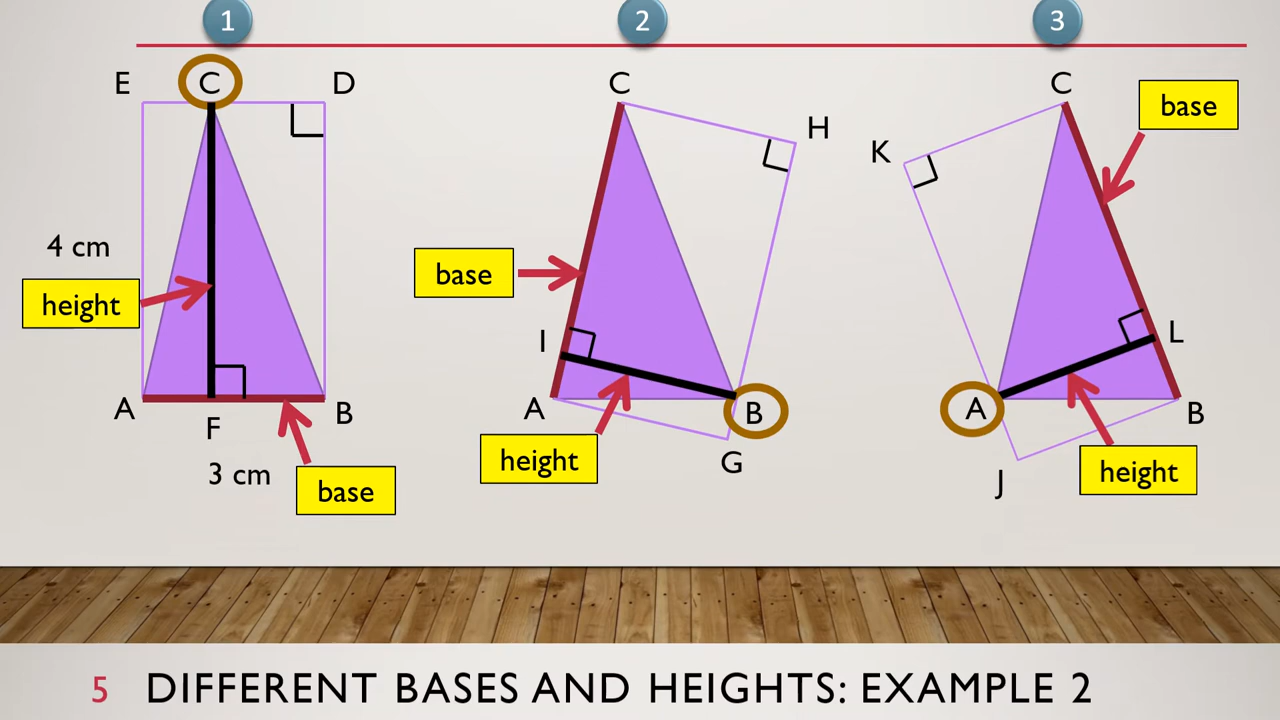 1
2
3
E
C
D
4 cm
height
A
F
B
3 cm
base
C
H
base
I
A
B
height
G
C
base
K
L
A
B
J
height
5 DIFFERENT BASES AND HEIGHTS: EXAMPLE 2